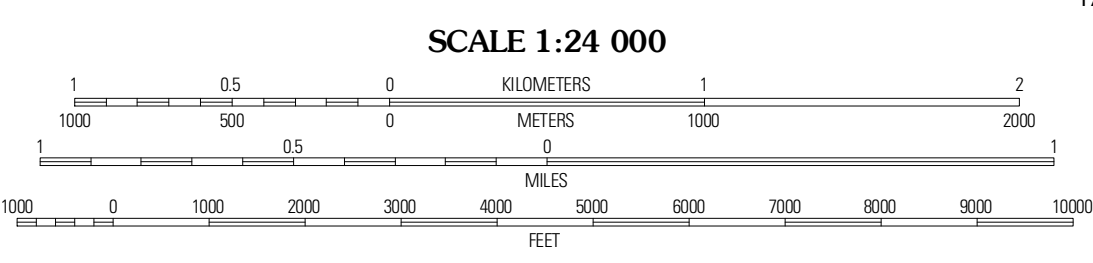 SCALE 1:24 000
1 0.5 0 KILOMETERS 1 2
1000 500 0 METERS 1000 2000
1 0.5 0 1
MILES
1000 0 1000 2000 3000 4000 5000 6000 7000 8000 9000 10000
FEET